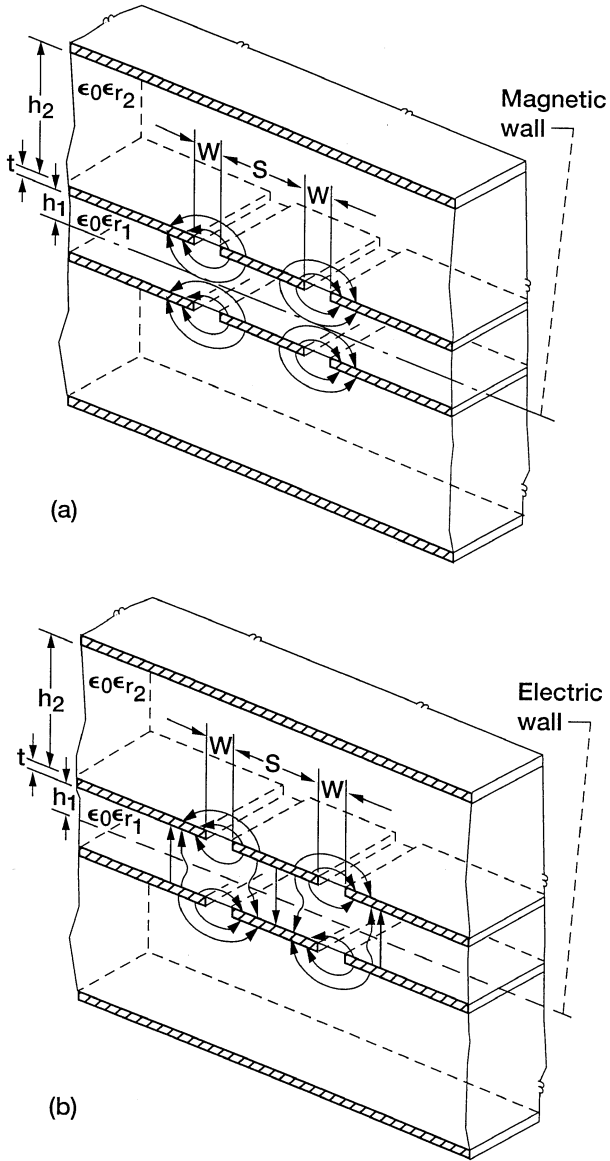 ϵ0ϵr2
h2
t
h1
ϵ0ϵr1
W
S
W
Magnetic
wall
(a)
ϵ0ϵr2
h2
t
h1
ϵ0ϵr1
W
S
W
Electric
wall
(b)